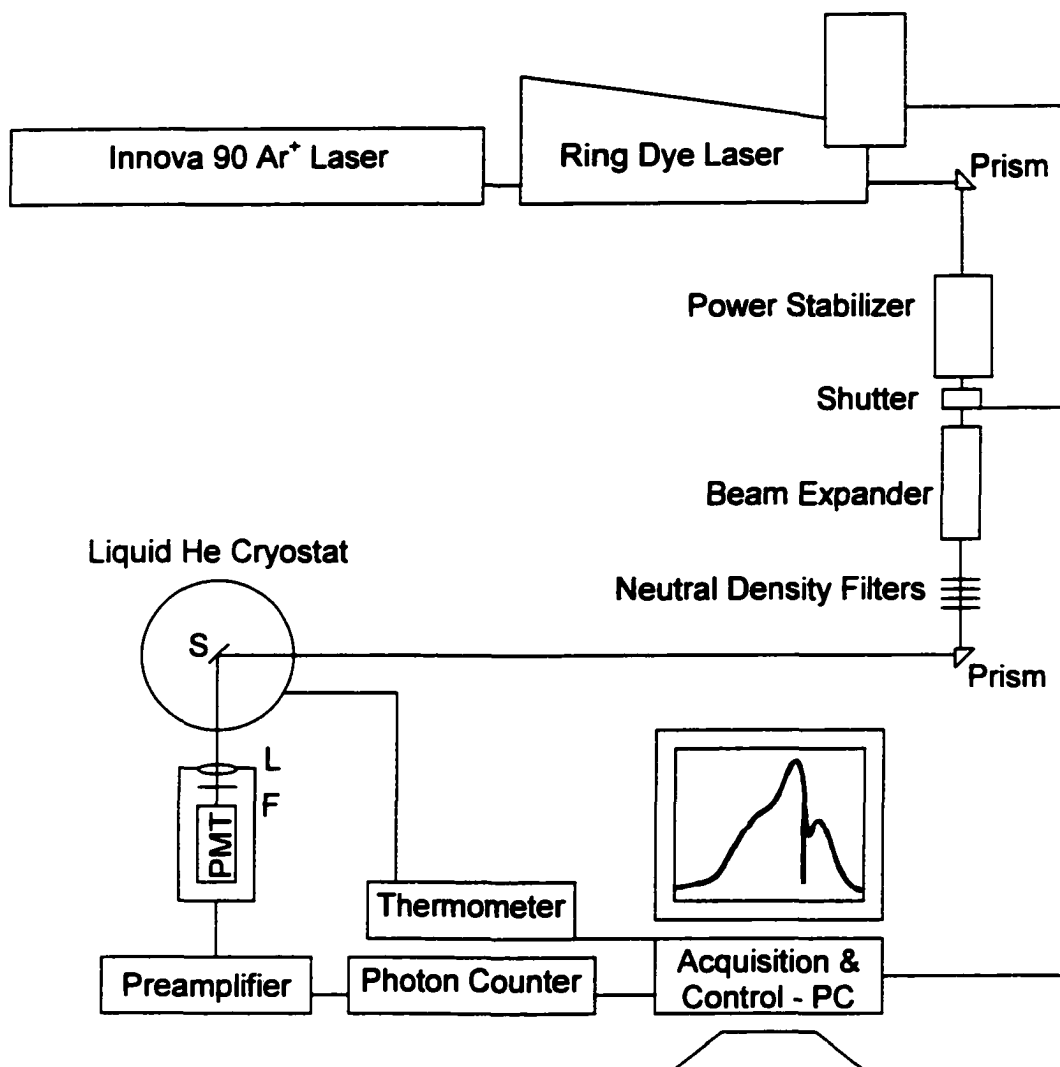 Innova 90 Ar⁺ Laser
Ring Dye Laser
Prism
Power Stabilizer
Shutter
Beam Expander
Neutral Density Filters
Prism
Liquid He Cryostat
S
L
F
PMT
Thermometer
Preamplifier
Photon Counter
Acquisition &
Control - PC